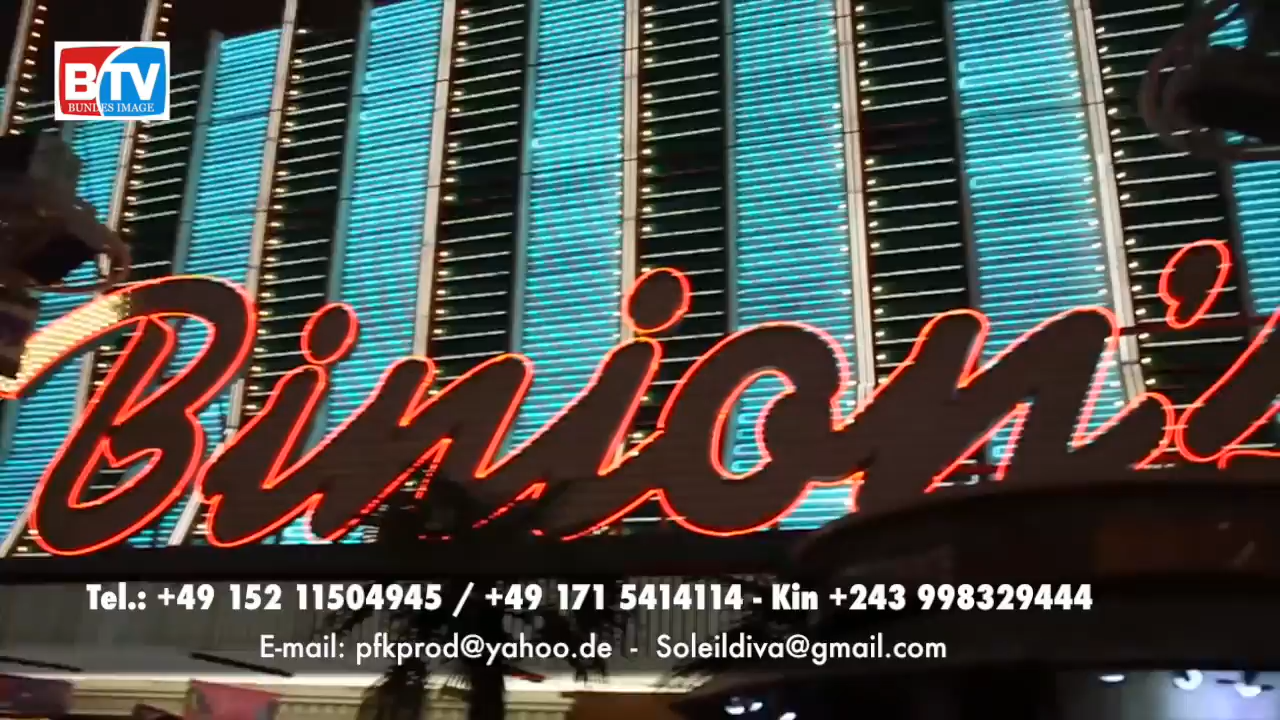 BTV
BUNDES IMAGE
Binion's
Tel.: +49 152 11504945 / +49 171 5414114 - Kin +243 998329444
E-mail: pfkprod@yahoo.de - Soleildiva@gmail.com